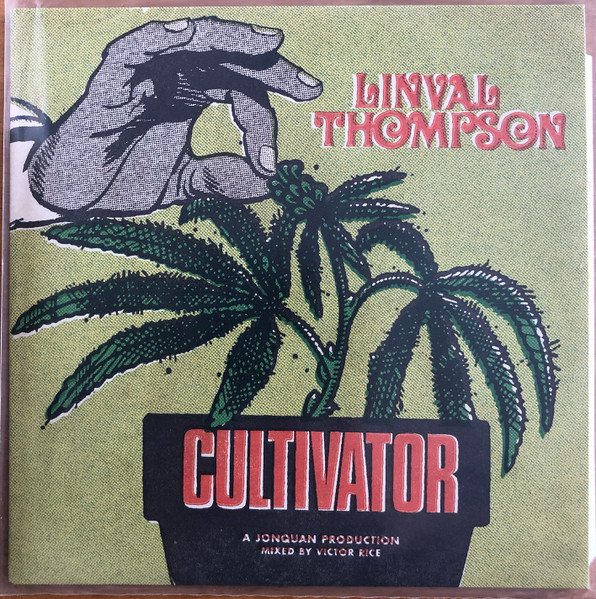 LINVAL
THOMPSON
CULTIVATOR
A JONQUAN PRODUCTION
MIXED BY VICTOR RICE